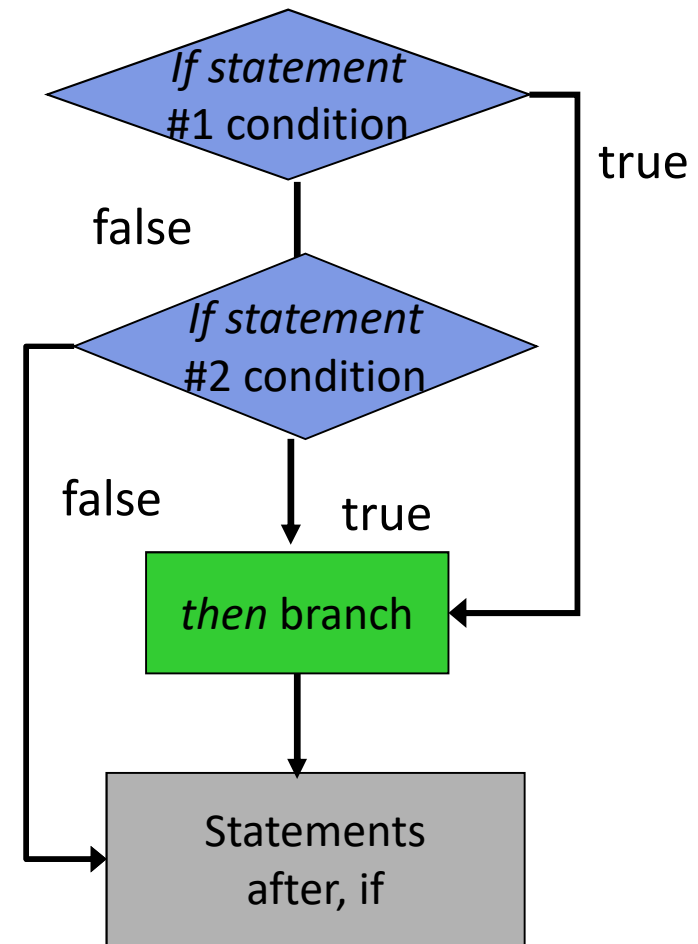 If statement
#1 condition
true
false
If statement
#2 condition
false
true
then branch
Statements
after, if